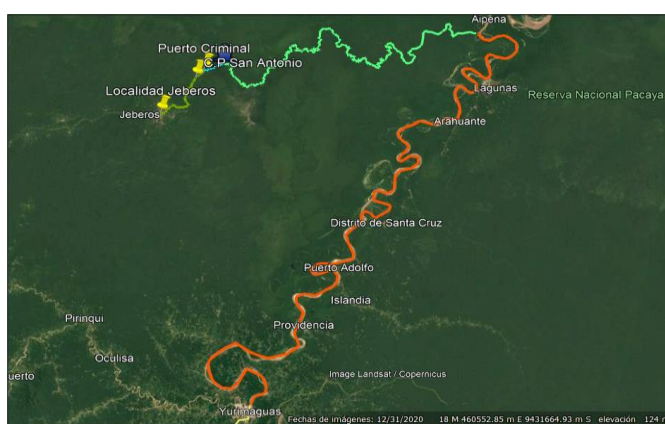 Aipena
Puerto Criminal
C.P San Antonio
Lagunas
Localidad Jeberos
Reserva Nacional Pacaya
Jeberos
Arahuante
Distrito de Santa Cruz
Puerto Adolfo
Islandia
Pirinqui
Providencia
Oculisa
uerto
Image Landsat / Copernicus
Yurimaguas
Fechas de imágenes: 12/31/2020 18 M 460552.85 m E 9431664.93 m S elevación 124 m